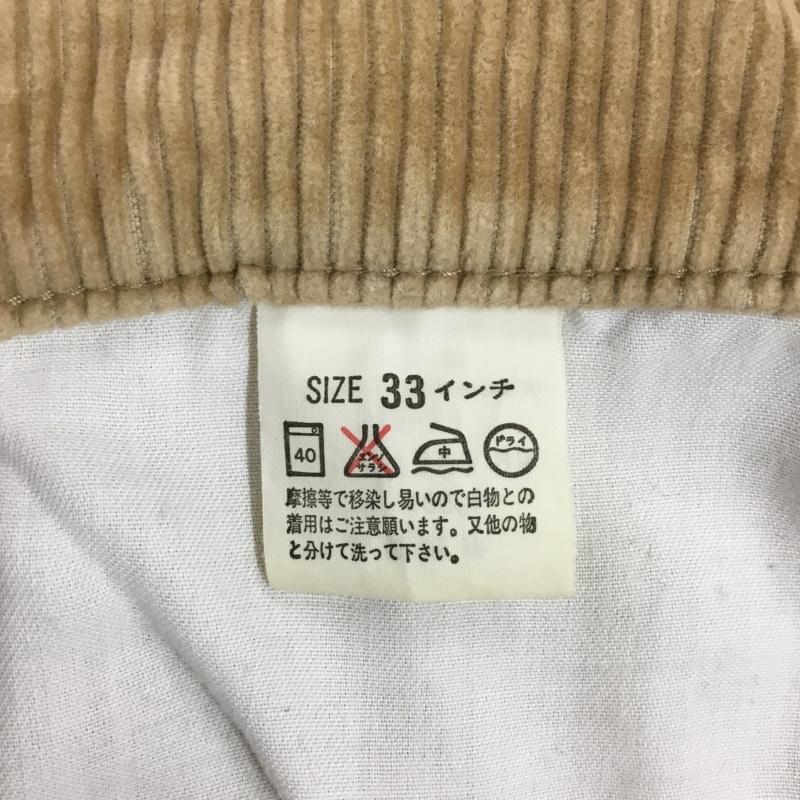 SIZE 33インチ
40 エンソサラシ 中 ドライ
摩擦等で移染し易いので白物との
着用はご注意願います。又他の物
と分けて洗って下さい。